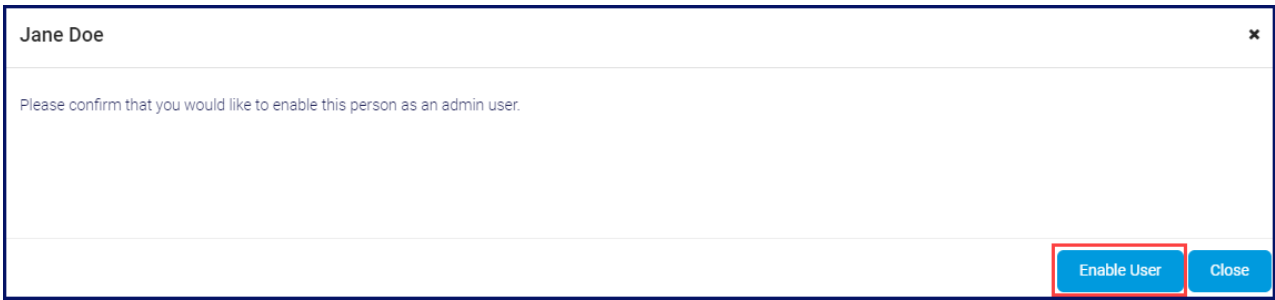 Jane Doe
Please confirm that you would like to enable this person as an admin user.
Enable User
Close